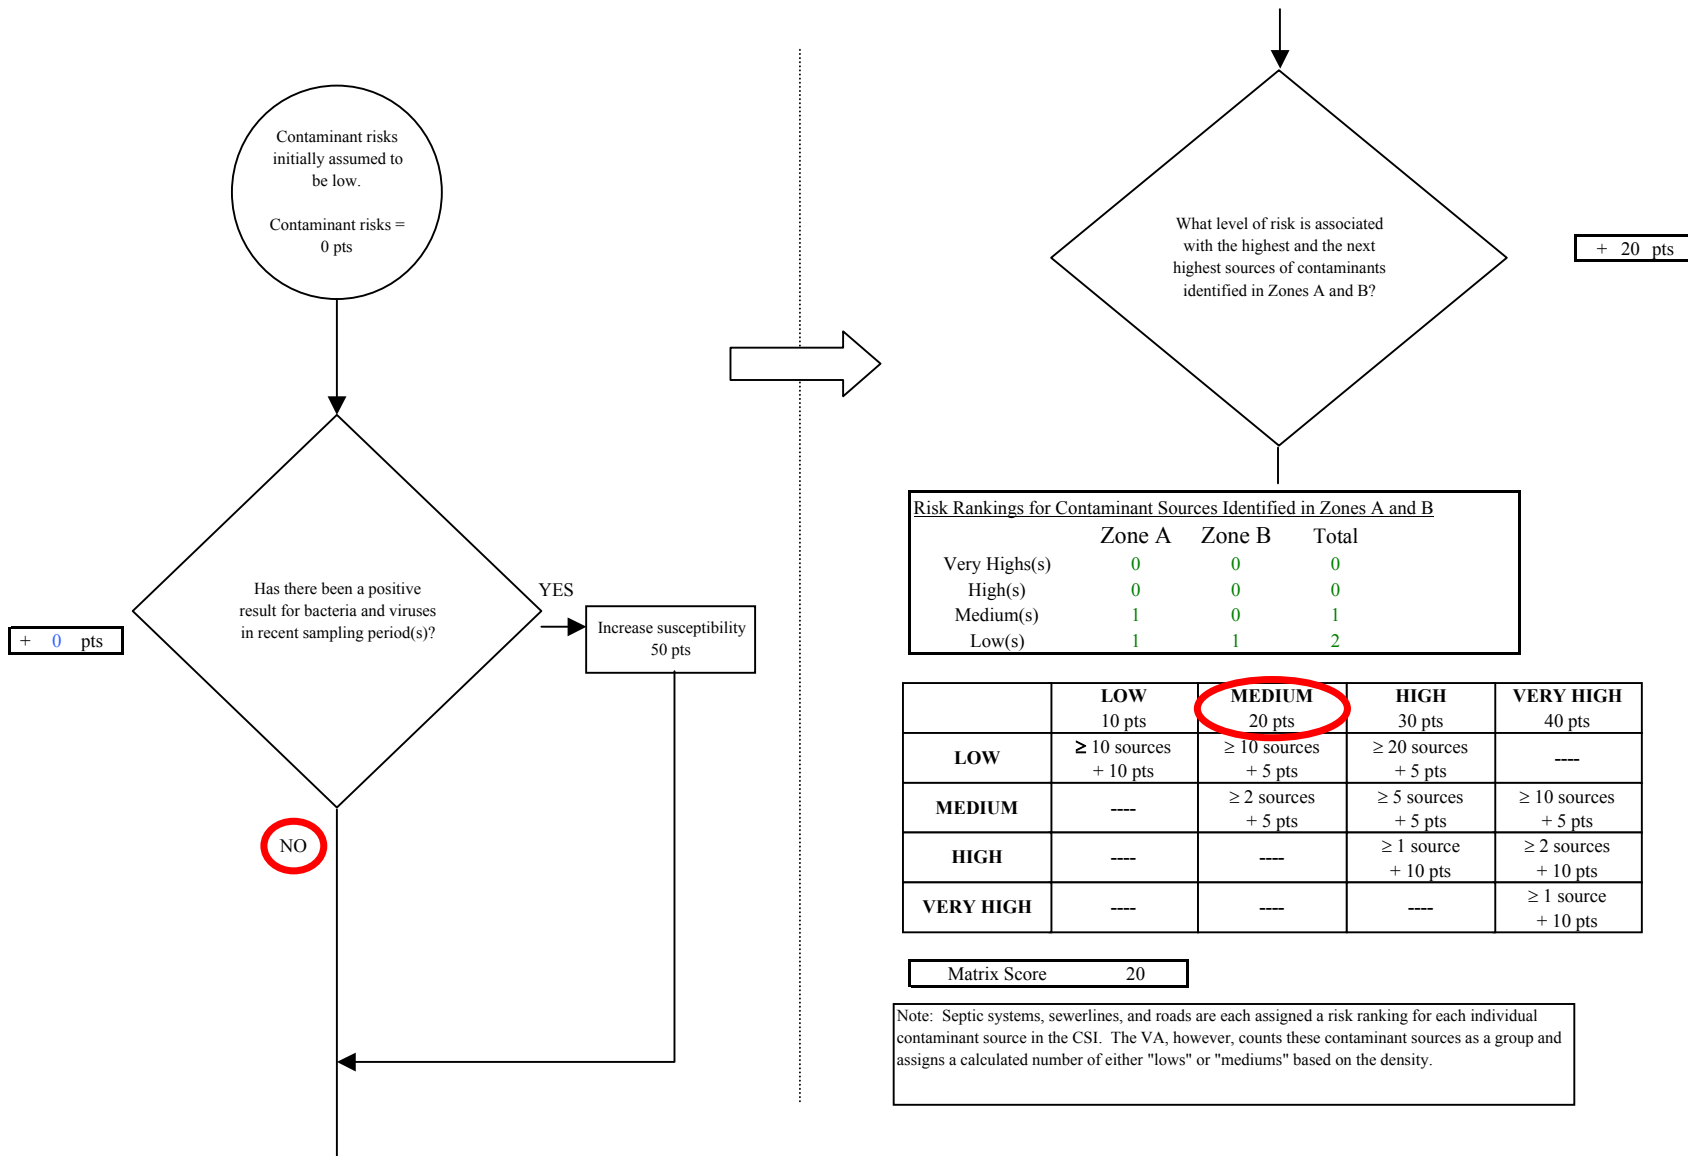 Contaminant risks
initially assumed to
be low.
Contaminant risks =
0 pts
Has there been a positive
result for bacteria and viruses
in recent sampling period(s)?
YES
+ 0 pts
Increase susceptibility
50 pts
NO
What level of risk is associated
with the highest and the next
highest sources of contaminants
identified in Zones A and B?
+ 20 pts
Risk Rankings for Contaminant Sources Identified in Zones A and B
Zone A Zone B Total
Very Highs(s) 0 0 0
High(s) 0 0 0
Medium(s) 1 0 1
Low(s) 1 1 2
LOW MEDIUM HIGH VERY HIGH
10 pts 20 pts 30 pts 40 pts
LOW ≥ 10 sources ≥ 10 sources ≥ 20 sources ----
+ 10 pts + 5 pts + 5 pts
MEDIUM ---- ≥ 2 sources ≥ 5 sources ≥ 10 sources
+ 5 pts + 5 pts + 5 pts
HIGH ---- ---- ≥ 1 source ≥ 2 sources
+ 10 pts + 10 pts
VERY HIGH ---- ---- ---- ≥ 1 source
+ 10 pts
Matrix Score 20
Note: Septic systems, sewerlines, and roads are each assigned a risk ranking for each individual
contaminant source in the CSI. The VA, however, counts these contaminant sources as a group and
assigns a calculated number of either "lows" or "mediums" based on the density.